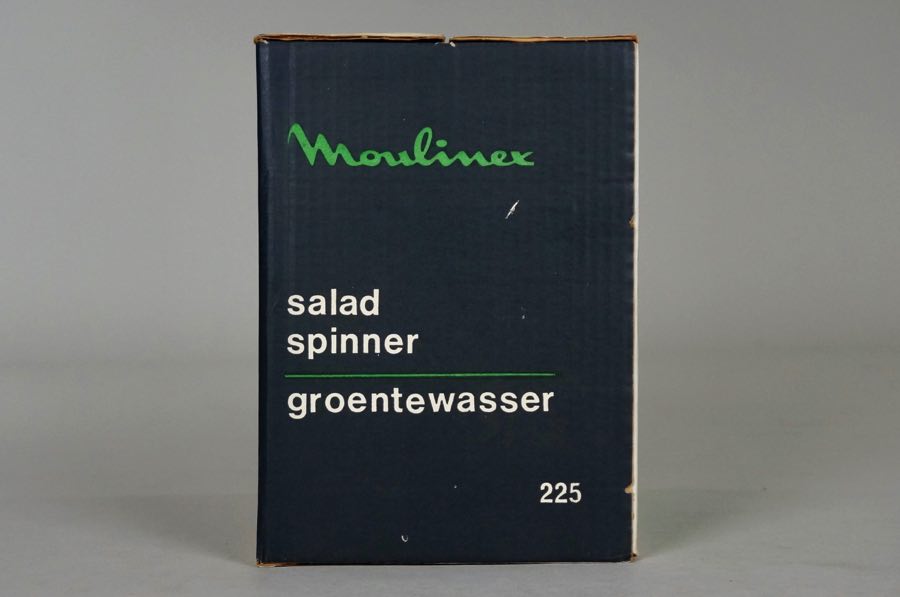 Moulinex
salad
spinner
groentewasser
225